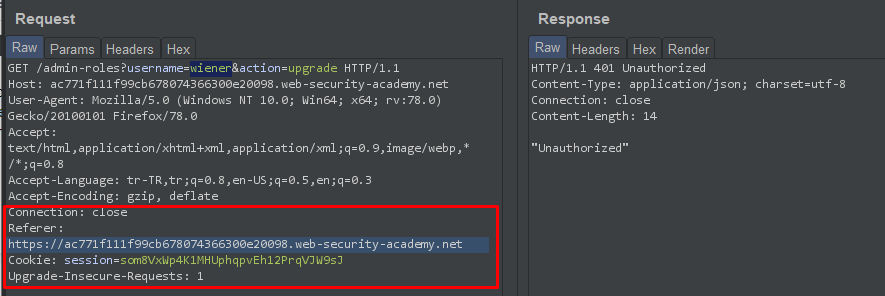 Request
Raw Params Headers Hex
GET /admin-roles?username=wiener&action=upgrade HTTP/1.1
Host: ac771f111f99cb678074366300e20098.web-security-academy.net
User-Agent: Mozilla/5.0 (Windows NT 10.0; Win64; x64; rv:78.0)
Gecko/20100101 Firefox/78.0
Accept:
text/html,application/xhtml+xml,application/xml;q=0.9,image/webp,*
/*;q=0.8
Accept-Language: tr-TR,tr;q=0.8,en-US;q=0.5,en;q=0.3
Accept-Encoding: gzip, deflate
Connection: close
Referer:
https://ac771f111f99cb678074366300e20098.web-security-academy.net
Cookie: session=som8VxWp4K1MHUphqpvEh12PrqVJW9sJ
Upgrade-Insecure-Requests: 1
Response
Raw Headers Hex Render
HTTP/1.1 401 Unauthorized
Content-Type: application/json; charset=utf-8
Connection: close
Content-Length: 14
"Unauthorized"